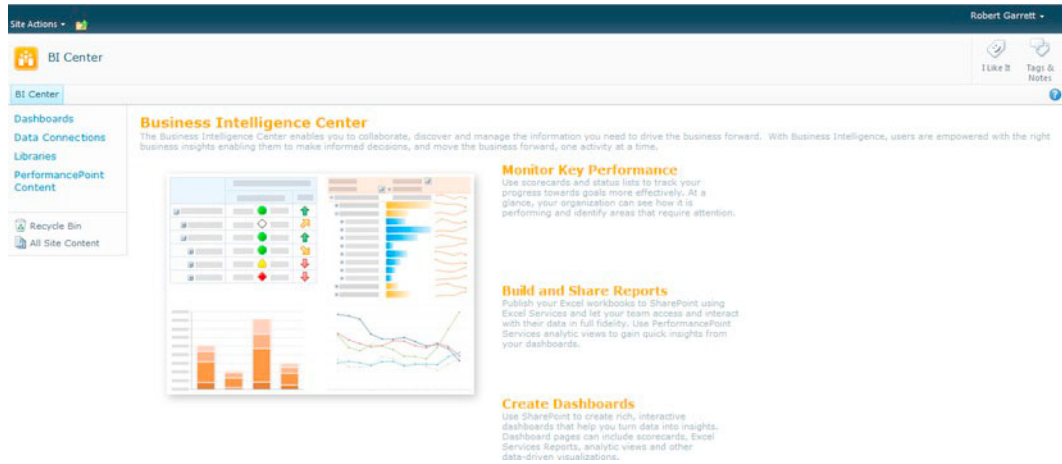 Site Actions
Robert Garrett
BI Center
I Like It
Tags &
Notes
BI Center
Dashboards
Data Connections
Libraries
PerformancePoint
Content
Recycle Bin
All Site Content
Business Intelligence Center
The Business Intelligence Center enables you to collaborate, discover and manage the information you need to drive the business forward. With Business Intelligence, users are empowered with the right
business insights enabling them to make informed decisions, and move the business forward, one activity at a time.
Monitor Key Performance
Use scorecards and status lists to track your
progress towards goals more effectively. At a
glance, your organization can see how it is
performing and identify areas that require attention.
Build and Share Reports
Publish your Excel workbooks to SharePoint using
Excel Services and let your team access and interact
with their data in full fidelity. Use PerformancePoint
Services analytic views to gain quick insights from
your dashboards.
Create Dashboards
Use SharePoint to create rich, interactive
dashboards that help you turn data into insights.
Dashboard pages can include scorecards, Excel
Services Reports, analytic views and other
data-driven visualizations.